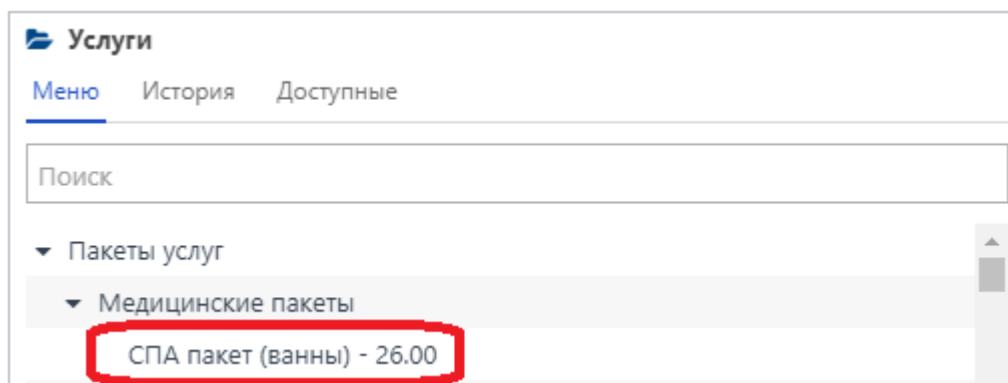 Услуги
Меню История Доступные
Поиск
Пакеты услуг
Медицинские пакеты
СПА пакет (ванны) - 26.00